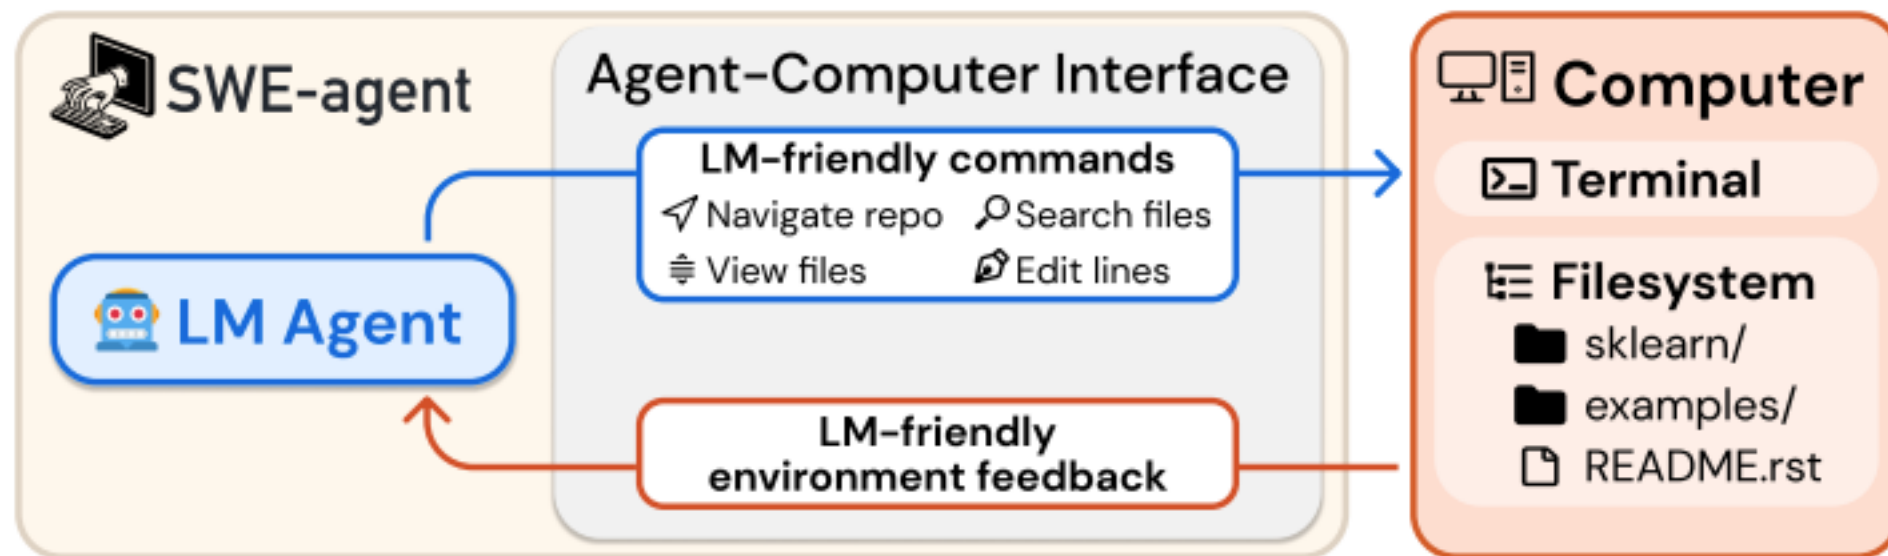 SWE-agent
Agent-Computer Interface
LM-friendly commands
Navigate repo
Search files
View files
Edit lines
LM Agent
LM-friendly
environment feedback
Computer
Terminal
Filesystem
sklearn/
examples/
README.rst